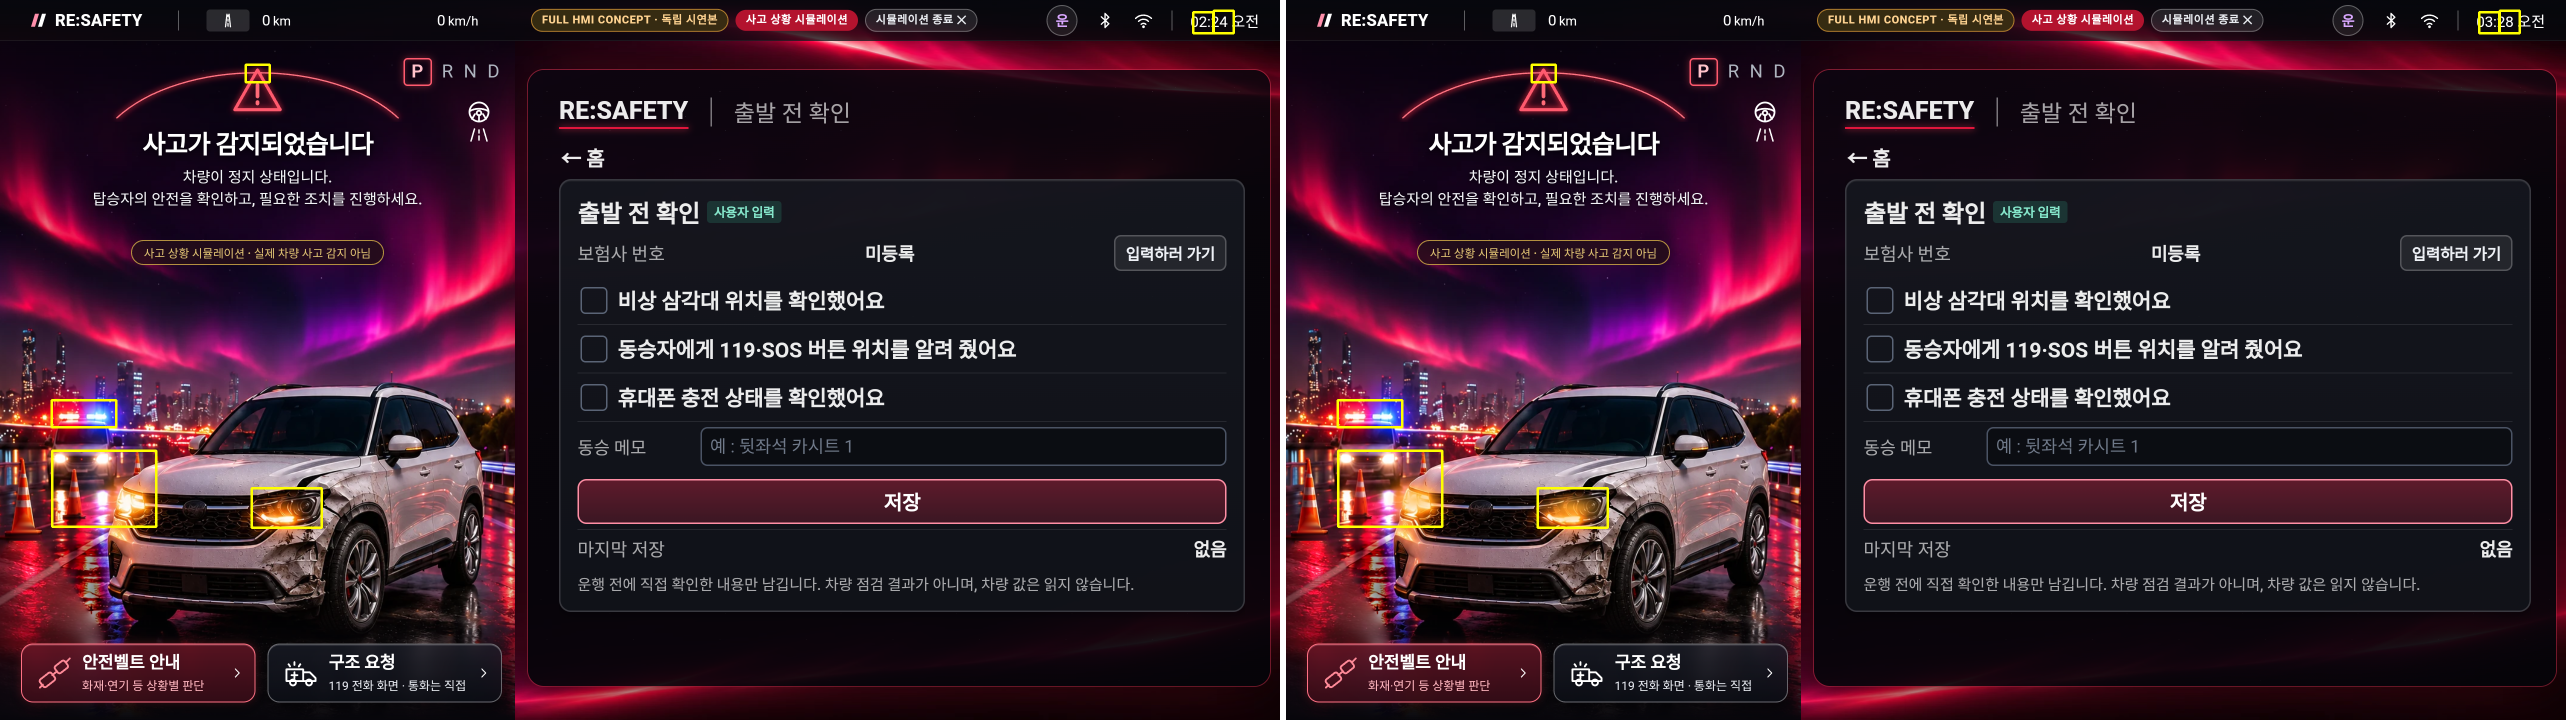 RE:SAFETY
0 km
0 km/h
FULL HMI CONCEPT · 독립 시연본
사고 상황 시뮬레이션
시뮬레이션 종료 ✕
운
02:24 오전
P R N D
사고가 감지되었습니다
차량이 정지 상태입니다.
탑승자의 안전을 확인하고, 필요한 조치를 진행하세요.
사고 상황 시뮬레이션 · 실제 차량 사고 감지 아님
안전벨트 안내
화재·연기 등 상황별 판단
구조 요청
119 전화 화면 · 통화는 직접
RE:SAFETY
출발 전 확인
← 홈
출발 전 확인 사용자 입력
보험사 번호 미등록 입력하러 가기
비상 삼각대 위치를 확인했어요
동승자에게 119·SOS 버튼 위치를 알려 줬어요
휴대폰 충전 상태를 확인했어요
동승 메모 예 : 뒷좌석 카시트 1
저장
마지막 저장 없음
운행 전에 직접 확인한 내용만 남깁니다. 차량 점검 결과가 아니며, 차량 값은 읽지 않습니다.
RE:SAFETY
0 km
0 km/h
FULL HMI CONCEPT · 독립 시연본
사고 상황 시뮬레이션
시뮬레이션 종료 ✕
운
03:28 오전
P R N D
사고가 감지되었습니다
차량이 정지 상태입니다.
탑승자의 안전을 확인하고, 필요한 조치를 진행하세요.
사고 상황 시뮬레이션 · 실제 차량 사고 감지 아님
안전벨트 안내
화재·연기 등 상황별 판단
구조 요청
119 전화 화면 · 통화는 직접
RE:SAFETY
출발 전 확인
← 홈
출발 전 확인 사용자 입력
보험사 번호 미등록 입력하러 가기
비상 삼각대 위치를 확인했어요
동승자에게 119·SOS 버튼 위치를 알려 줬어요
휴대폰 충전 상태를 확인했어요
동승 메모 예 : 뒷좌석 카시트 1
저장
마지막 저장 없음
운행 전에 직접 확인한 내용만 남깁니다. 차량 점검 결과가 아니며, 차량 값은 읽지 않습니다.